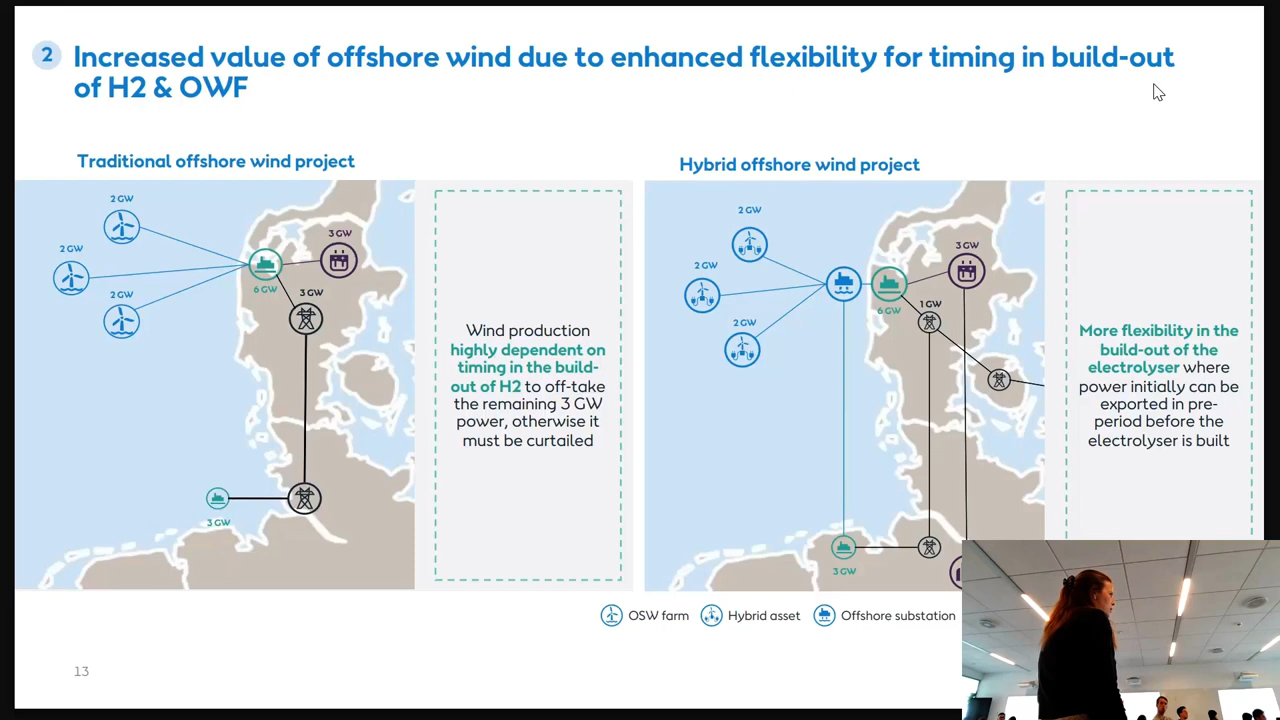 2
Increased value of offshore wind due to enhanced flexibility for timing in build-out
of H2 & OWF
Traditional offshore wind project
2 GW
2 GW
2 GW
6 GW
3 GW
3 GW
3 GW
Wind production
highly dependent on
timing in the build-
out of H2 to off-take
the remaining 3 GW
power, otherwise it
must be curtailed
Hybrid offshore wind project
2 GW
2 GW
2 GW
6 GW
3 GW
1 GW
3 GW
More flexibility in the
build-out of the
electrolyser where
power initially can be
exported in pre-
period before the
electrolyser is built
OSW farm
Hybrid asset
Offshore substation
13